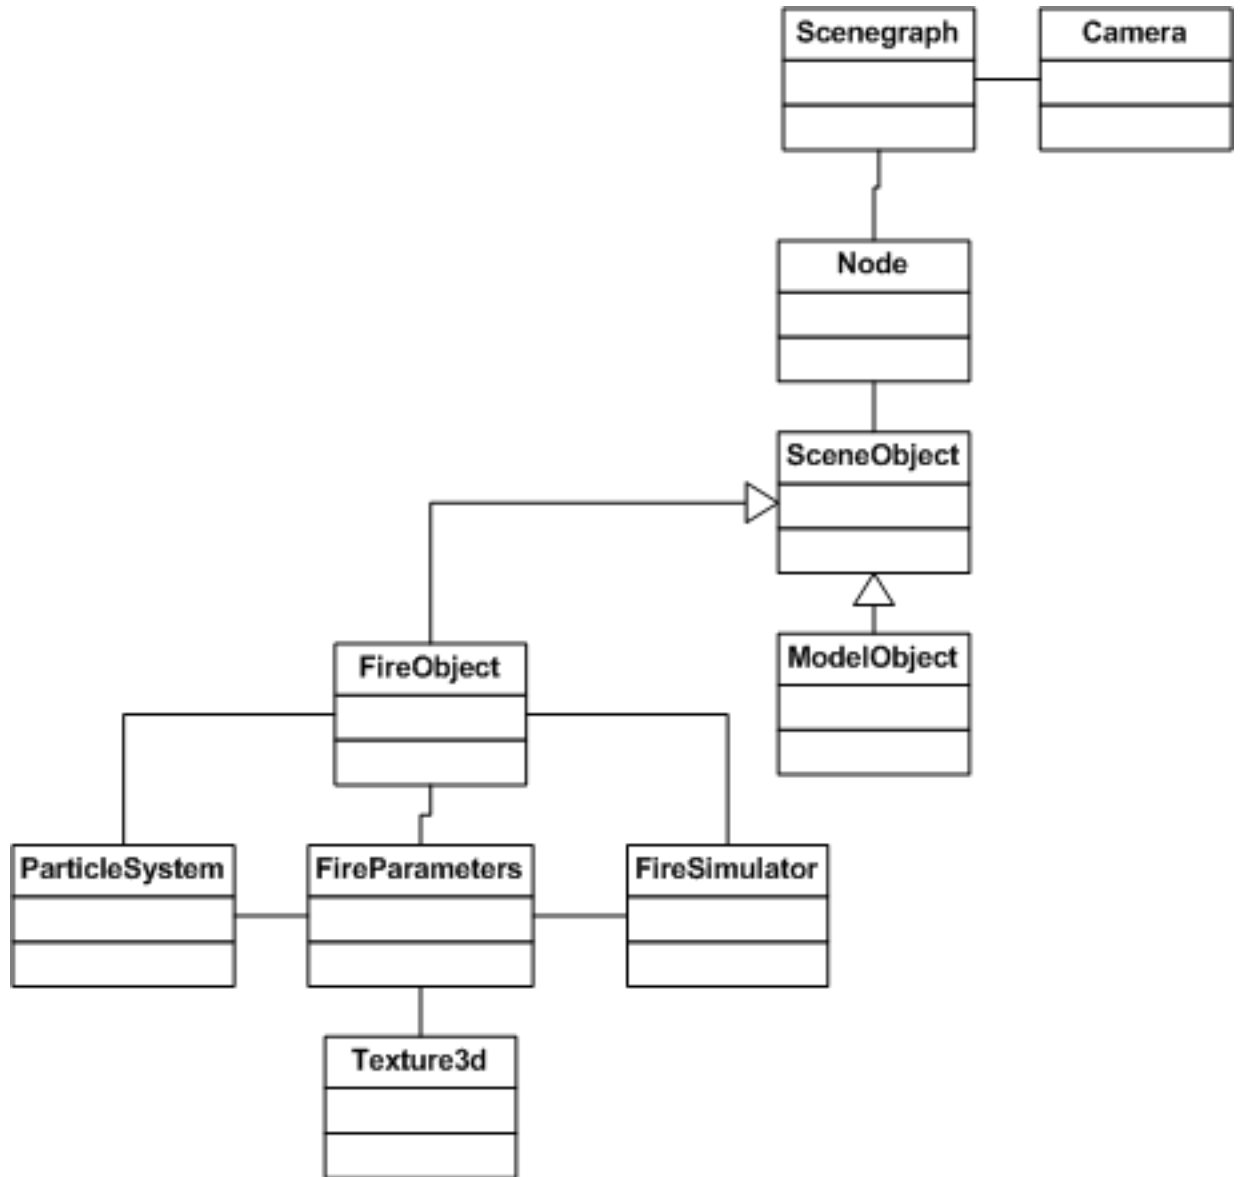 Scenegraph
Camera
Node
SceneObject
ModelObject
FireObject
ParticleSystem
FireParameters
FireSimulator
Texture3d